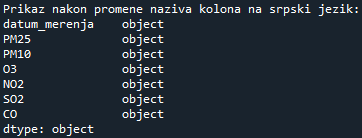 Prikaz nakon promene naziva kolona na srpski jezik:
datum_merenja    object
PM25             object
PM10             object
O3               object
NO2              object
SO2              object
CO               object
dtype: object